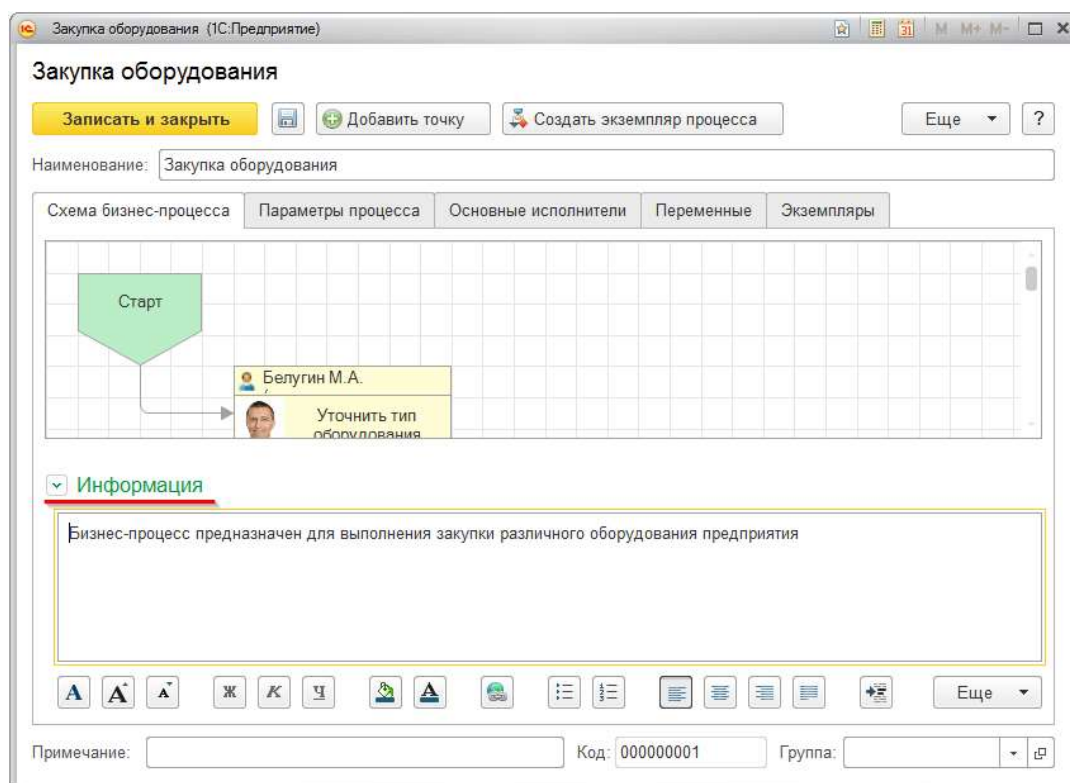 Закупка оборудования (1С:Предприятие)
M M+ M-
Закупка оборудования
Записать и закрыть
Добавить точку
Создать экземпляр процесса
Еще
?
Наименование: Закупка оборудования
Схема бизнес-процесса
Параметры процесса
Основные исполнители
Переменные
Экземпляры
Старт
Белугин М.А.
Уточнить тип
оборудования
Информация
Бизнес-процесс предназначен для выполнения закупки различного оборудования предприятия
А А А Ж К Ч А
Еще
Примечание:
Код: 000000001
Группа: